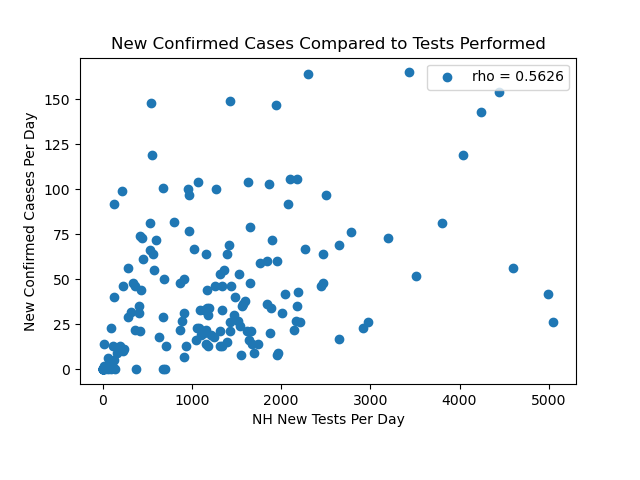 New Confirmed Cases Compared to Tests Performed
rho = 0.5626
New Confirmed Caeses Per Day
150
125
100
75
50
25
0
0 1000 2000 3000 4000 5000
NH New Tests Per Day